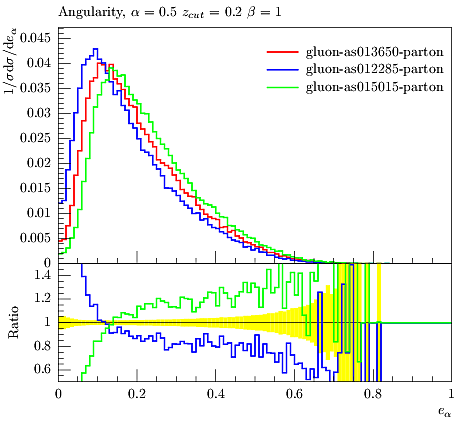 Angularity, α = 0.5 z_cut = 0.2 β = 1
1/σ dσ/de_α
0.045
0.04
0.035
0.03
0.025
0.02
0.015
0.01
0.005
0
gluon-as013650-parton
gluon-as012285-parton
gluon-as015015-parton
Ratio
1.4
1.2
1
0.8
0.6
0 0.2 0.4 0.6 0.8 1
e_α